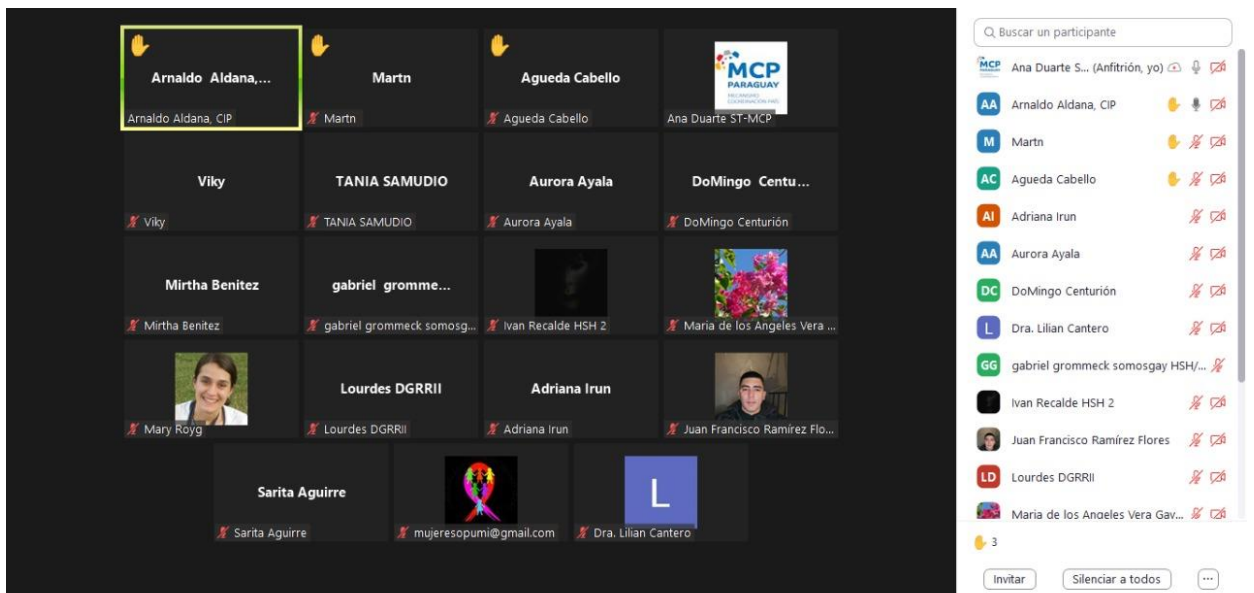 Arnaldo Aldana,...
Arnaldo Aldana, CIP
Martn
Martn
Agueda Cabello
Agueda Cabello
MCP
PARAGUAY
Ana Duarte ST-MCP
Viky
Viky
TANIA SAMUDIO
TANIA SAMUDIO
Aurora Ayala
Aurora Ayala
DoMingo Centu...
DoMingo Centurión
Mirtha Benitez
Mirtha Benitez
gabriel gromme...
gabriel grommeck somosg...
Ivan Recalde HSH 2
Maria de los Angeles Vera ...
Mary Royg
Lourdes DGRRII
Lourdes DGRRII
Adriana Irun
Adriana Irun
Juan Francisco Ramírez Flo...
Sarita Aguirre
Sarita Aguirre
mujeresopumi@gmail.com
L
Dra. Lilian Cantero
Buscar un participante
MCP
Ana Duarte S... (Anfitrión, yo)
AA Arnaldo Aldana, CIP
M Martn
AC Agueda Cabello
AI Adriana Irun
AA Aurora Ayala
DC DoMingo Centurión
L Dra. Lilian Cantero
GG gabriel grommeck somosgay HSH/...
Ivan Recalde HSH 2
Juan Francisco Ramírez Flores
LD Lourdes DGRRII
Maria de los Angeles Vera Gav...
3
Invitar
Silenciar a todos
...